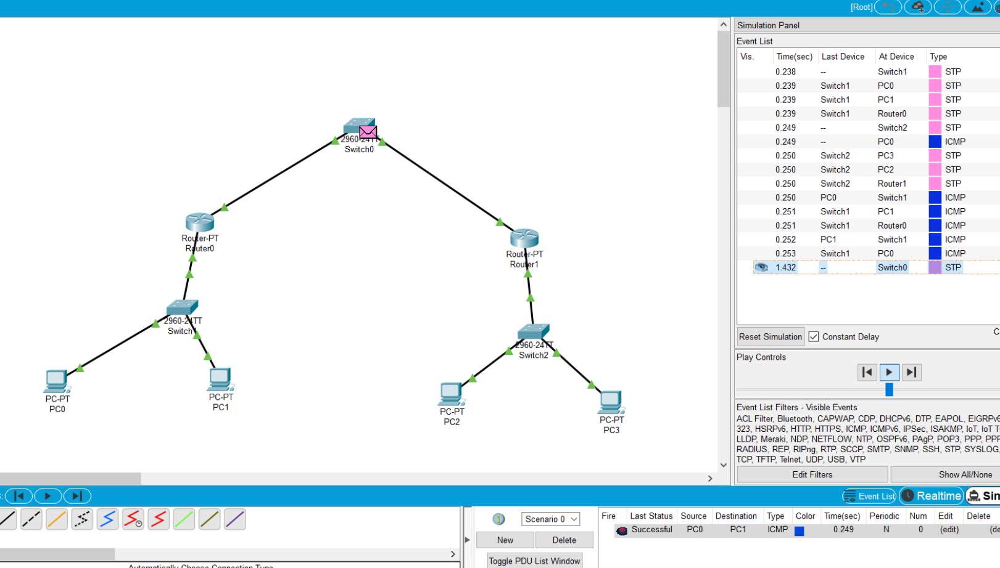 [Root]
Simulation Panel
Event List
Vis. Time(sec) Last Device At Device Type
0.238 -- Switch1 STP
0.239 Switch1 PC0 STP
0.239 Switch1 PC1 STP
0.239 Switch1 Router0 STP
0.249 -- Switch2 STP
0.249 -- PC0 ICMP
0.250 Switch2 PC3 STP
0.250 Switch2 PC2 STP
0.250 Switch2 Router1 STP
0.250 PC0 Switch1 ICMP
0.251 Switch1 PC1 ICMP
0.251 Switch1 Router0 ICMP
0.252 PC1 Switch1 ICMP
0.253 Switch1 PC0 ICMP
1.432 -- Switch0 STP
2960-24TT
Switch0
Router-PT
Router0
Router-PT
Router1
2960-24TT
Switch1
2960-24TT
Switch2
PC-PT
PC0
PC-PT
PC1
PC-PT
PC2
PC-PT
PC3
Reset Simulation Constant Delay
Play Controls
Event List Filters - Visible Events
ACL Filter, Bluetooth, CAPWAP, CDP, DHCPv6, DTP, EAPOL, EIGRPv6
323, HSRPv6, HTTP, HTTPS, ICMP, ICMPv6, IPSec, ISAKMP, IoT, IoT T
LLDP, Meraki, NDP, NETFLOW, NTP, OSPFv6, PAgP, POP3, PPP, PPP
RADIUS, REP, RIPng, RTP, SCCP, SMTP, SNMP, SSH, STP, SYSLOG,
TCP, TFTP, Telnet, UDP, USB, VTP
Edit Filters Show All/None
Event List Realtime Sim
Scenario 0
New Delete
Toggle PDU List Window
Fire Last Status Source Destination Type Color Time(sec) Periodic Num Edit Delete
Successful PC0 PC1 ICMP 0.249 N 0 (edit) (de
Automatically Choose Connection Type